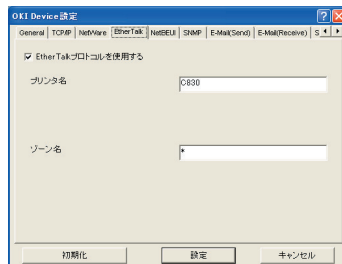 OKI Device設定
General TCP/IP NetWare EtherTalk NetBEUI SNMP E-Mail(Send) E-Mail(Receive) S
EtherTalkプロトコルを使用する
プリンタ名 C830
ゾーン名 *
初期化 設定 キャンセル